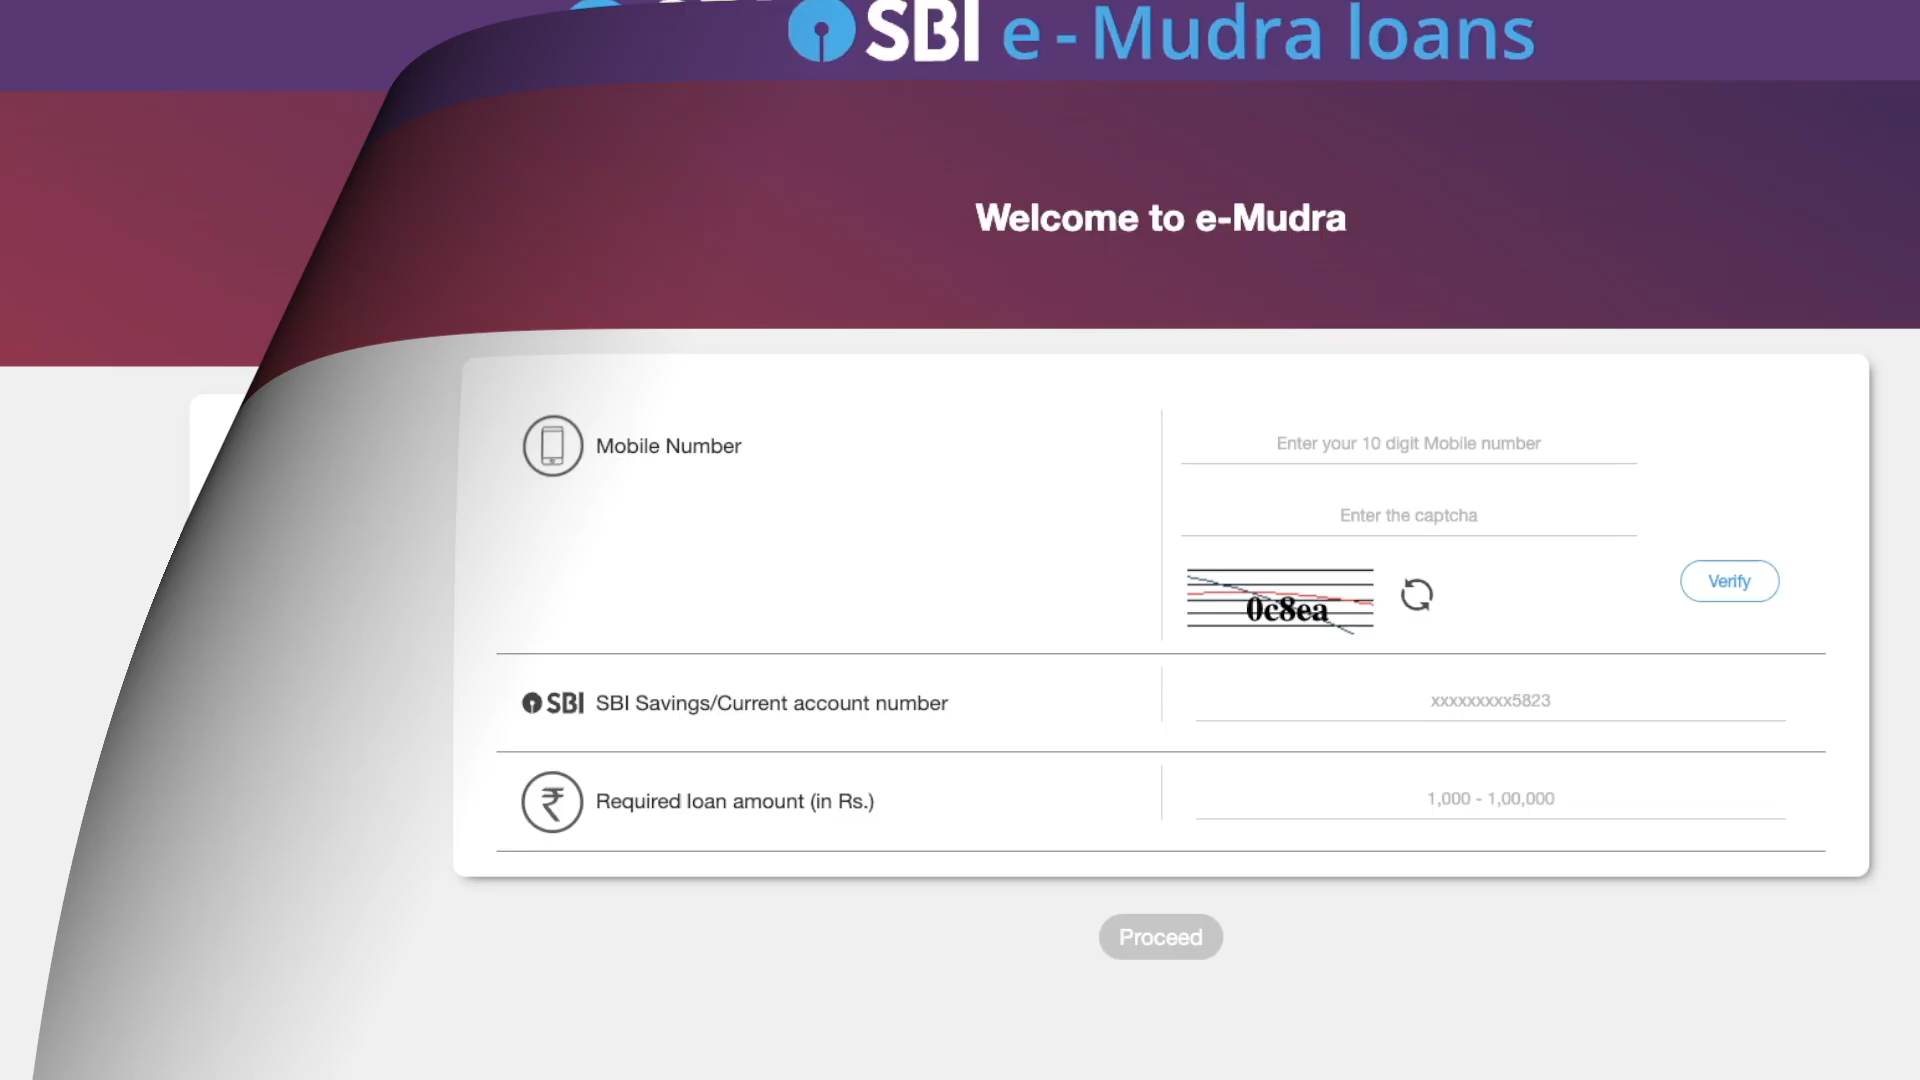 SBI e-Mudra loans
Welcome to e-Mudra
Mobile Number
Enter your 10 digit Mobile number
Enter the captcha
0c8ea
Verify
SBI SBI Savings/Current account number
xxxxxxxxx5823
₹ Required loan amount (in Rs.)
1,000 - 1,00,000
Proceed